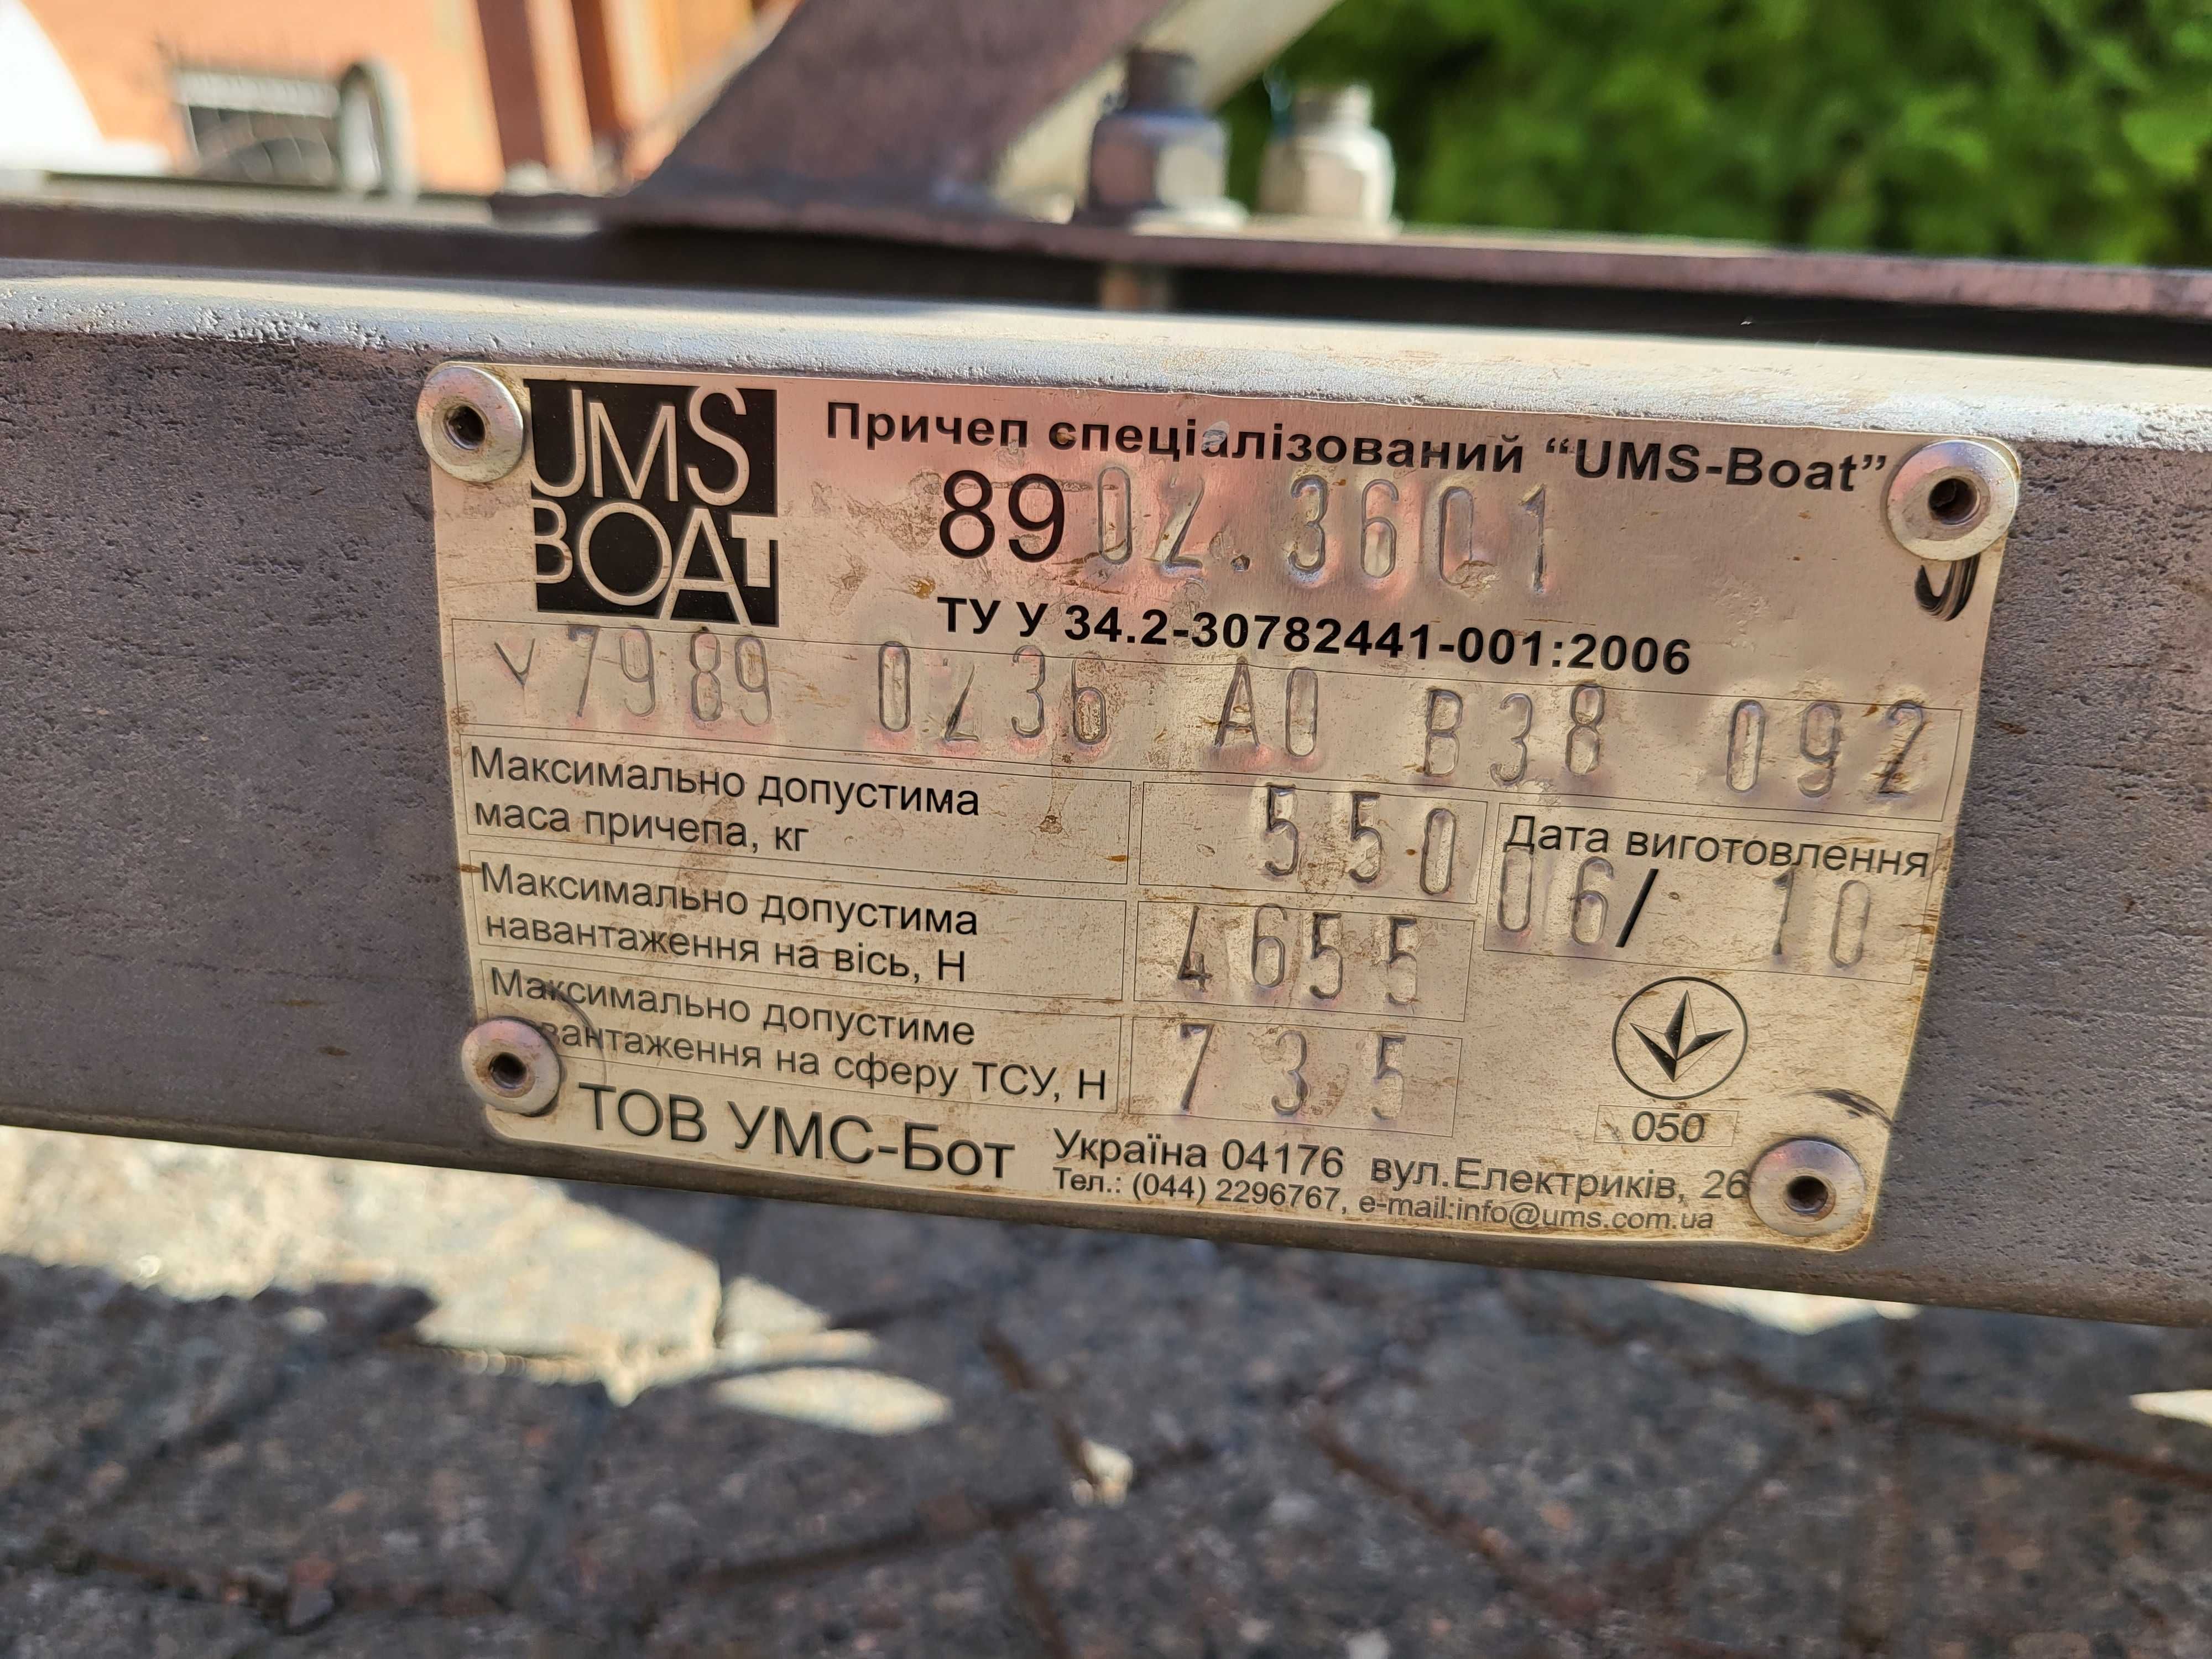 UMS
BOAT
Причеп спеціалізований “UMS-Boat”
8902.3601
ТУ У 34.2-30782441-001:2006
Y7989 0236 A0 B38 092
Максимально допустима
маса причепа, кг
550
Дата виготовлення
06/ 10
Максимально допустима
навантаження на вісь, Н
4655
Максимально допустиме
вантаження на сферу ТСУ, Н
735
050
ТОВ УМС-Бот
Україна 04176 вул.Електриків, 26
Тел.: (044) 2296767, e-mail:info@ums.com.ua